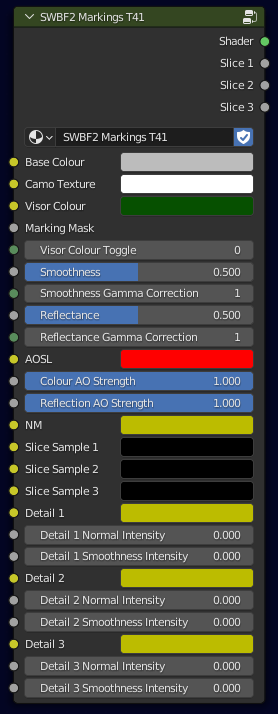 SWBF2 Markings T41
Shader
Slice 1
Slice 2
Slice 3
SWBF2 Markings T41
Base Colour
Camo Texture
Visor Colour
Marking Mask
Visor Colour Toggle 0
Smoothness 0.500
Smoothness Gamma Correction 1
Reflectance 0.500
Reflectance Gamma Correction 1
AOSL
Colour AO Strength 1.000
Reflection AO Strength 1.000
NM
Slice Sample 1
Slice Sample 2
Slice Sample 3
Detail 1
Detail 1 Normal Intensity 0.000
Detail 1 Smoothness Intensity 0.000
Detail 2
Detail 2 Normal Intensity 0.000
Detail 2 Smoothness Intensity 0.000
Detail 3
Detail 3 Normal Intensity 0.000
Detail 3 Smoothness Intensity 0.000